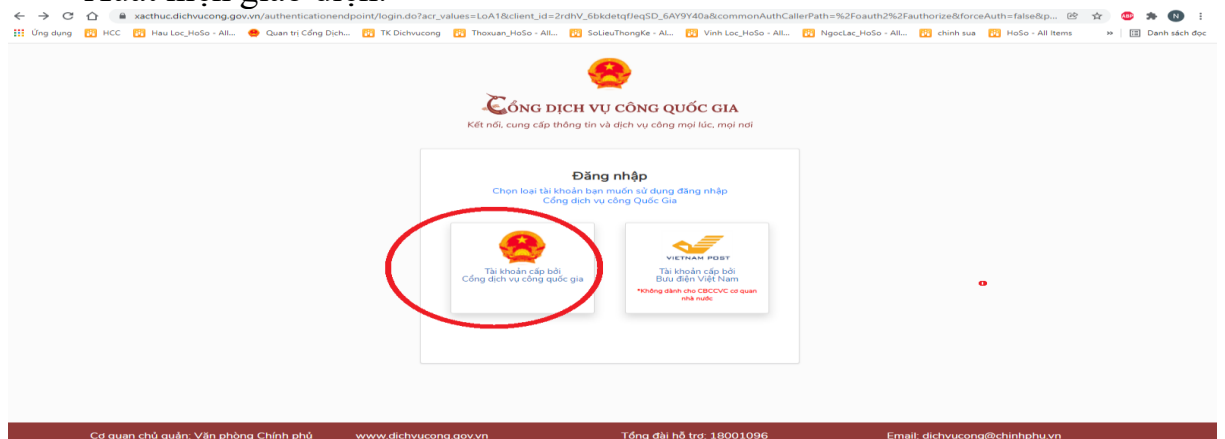 Xuất hiện giao diện:
xacthuc.dichvucong.gov.vn/authenticationendpoint/login.do?acr_values=LoA1&client_id=2rdhV_6bkdetqfJeqSD_6AY9Y40a&commonAuthCallerPath=%2Foauth2%2Fauthorize&forceAuth=false&p...
ABP
N
Ứng dụng HCC Hau Loc_HoSo - All... Quan trị Cổng Dịch... TK Dichvucong Thoxuan_HoSo - All... SoLieuThongKe - Al... Vinh Loc_HoSo - All... NgocLac_HoSo - All... chinh sua HoSo - All Items » Danh sách đọc
CỔNG DỊCH VỤ CÔNG QUỐC GIA
Kết nối, cung cấp thông tin và dịch vụ công mọi lúc, mọi nơi
Đăng nhập
Chọn loại tài khoản bạn muốn sử dụng đăng nhập
Cổng dịch vụ công Quốc Gia
Tài khoản cấp bởi
Cổng dịch vụ công quốc gia
VIETNAM POST
Tài khoản cấp bởi
Bưu điện Việt Nam
*Không dành cho CBCCVC cơ quan
nhà nước
Cơ quan chủ quản: Văn phòng Chính phủ www.dichvucong.gov.vn Tổng đài hỗ trợ: 18001096 Email: dichvucong@chinhphu.vn